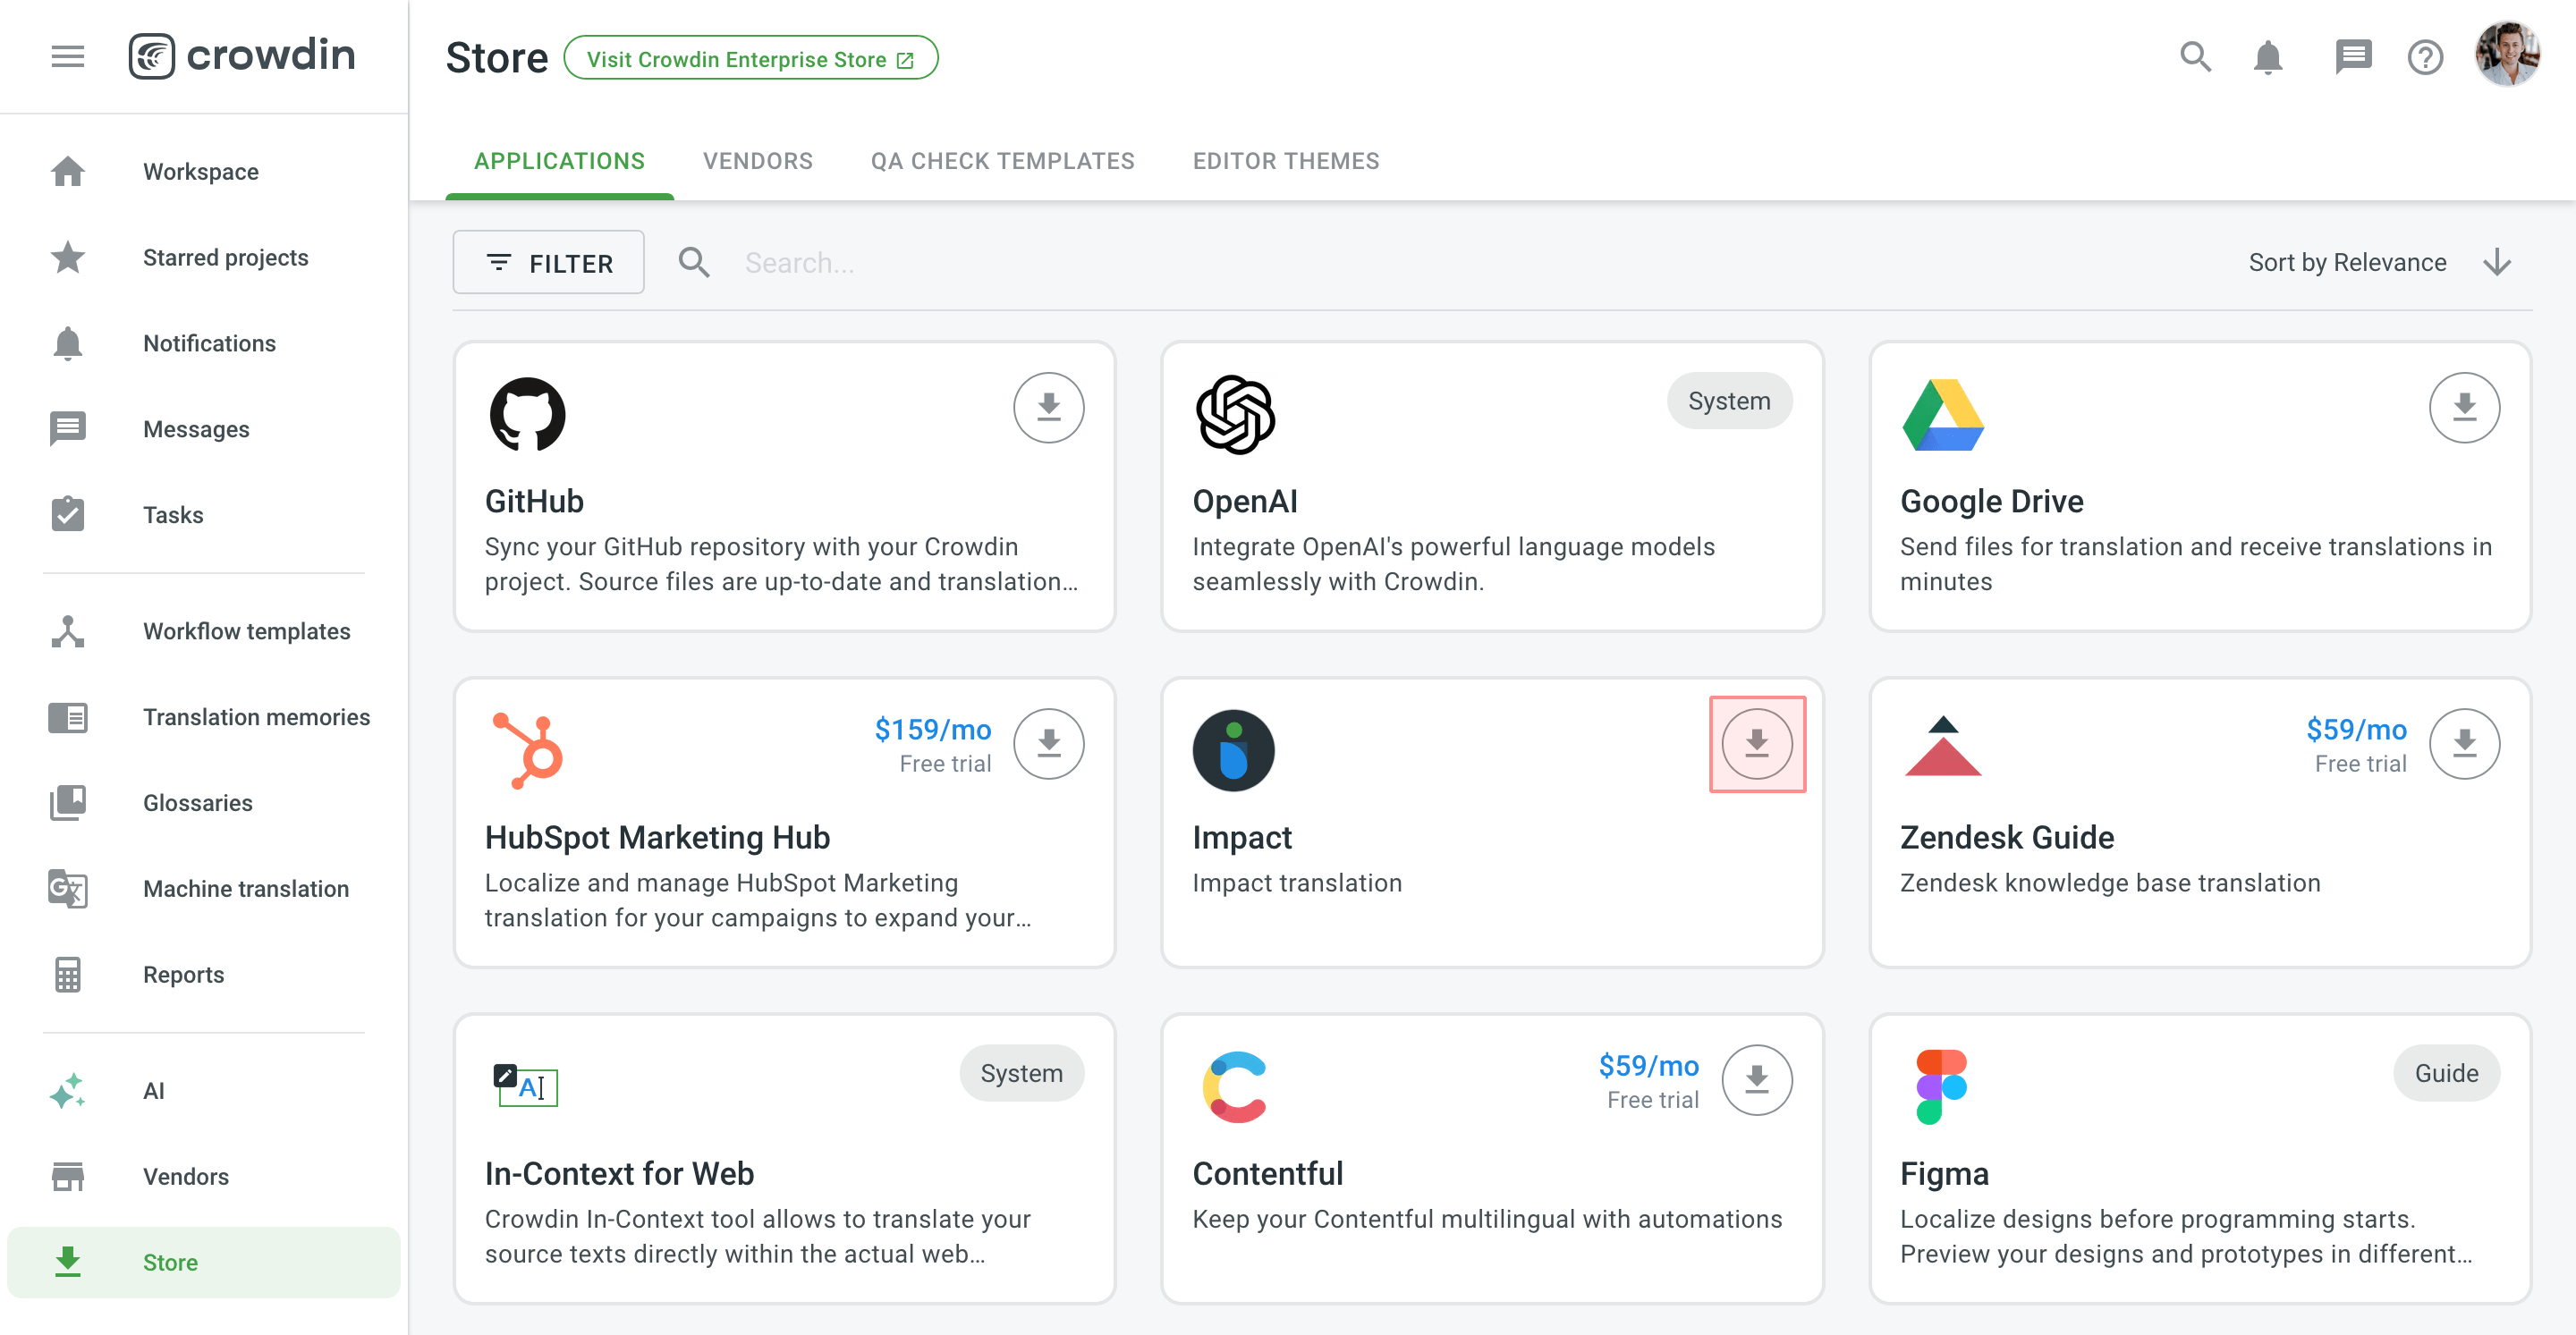 crowdin
Store
Visit Crowdin Enterprise Store
APPLICATIONS
VENDORS
QA CHECK TEMPLATES
EDITOR THEMES
Workspace
Starred projects
Notifications
Messages
Tasks
Workflow templates
Translation memories
Glossaries
Machine translation
Reports
AI
Vendors
Store
FILTER
Search...
Sort by Relevance
GitHub
Sync your GitHub repository with your Crowdin
project. Source files are up-to-date and translation…
System
OpenAI
Integrate OpenAI's powerful language models
seamlessly with Crowdin.
Google Drive
Send files for translation and receive translations in
minutes
$159/mo
Free trial
HubSpot Marketing Hub
Localize and manage HubSpot Marketing
translation for your campaigns to expand your…
Impact
Impact translation
$59/mo
Free trial
Zendesk Guide
Zendesk knowledge base translation
System
AI
In-Context for Web
Crowdin In-Context tool allows to translate your
source texts directly within the actual web…
$59/mo
Free trial
Contentful
Keep your Contentful multilingual with automations
Guide
Figma
Localize designs before programming starts.
Preview your designs and prototypes in different…